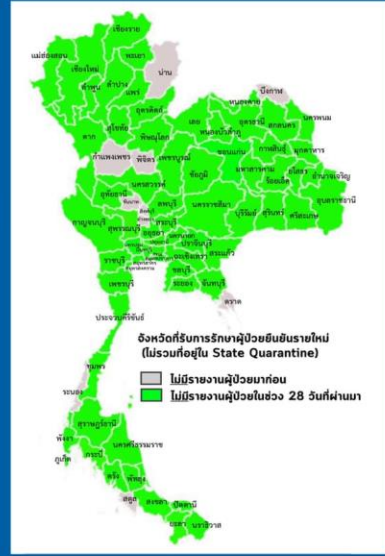 เชียงราย
แม่ฮ่องสอน
พะเยา
เชียงใหม่
น่าน
ลำปาง
ลำพูน
แพร่
บึงกาฬ
อุตรดิตถ์
หนองคาย
เลย
อุดรธานี
สกลนคร
นครพนม
สุโขทัย
ตาก
พิษณุโลก
หนองบัวลำภู
กำแพงเพชร
พิจิตร
เพชรบูรณ์
ขอนแก่น
กาฬสินธุ์
มุกดาหาร
ชัยภูมิ
มหาสารคาม
ร้อยเอ็ด
ยโสธร
อำนาจเจริญ
นครสวรรค์
อุทัยธานี
ชัยนาท
ลพบุรี
นครราชสีมา
บุรีรัมย์
สุรินทร์
ศรีสะเกษ
อุบลราชธานี
กาญจนบุรี
สุพรรณบุรี
สระบุรี
อยุธยา
นครนายก
ปราจีนบุรี
สระแก้ว
ราชบุรี
ฉะเชิงเทรา
ชลบุรี
เพชรบุรี
ระยอง
จันทบุรี
ตราด
ประจวบคีรีขันธ์
จังหวัดที่รับการรักษาผู้ป่วยยืนยันรายใหม่
(ไม่รวมที่อยู่ใน State Quarantine)
ไม่มีรายงานผู้ป่วยมาก่อน
ไม่มีรายงานผู้ป่วยในช่วง 28 วันที่ผ่านมา
ชุมพร
ระนอง
สุราษฎร์ธานี
พังงา
นครศรีธรรมราช
กระบี่
ภูเก็ต
ตรัง
พัทลุง
สตูล
สงขลา
ปัตตานี
ยะลา
นราธิวาส